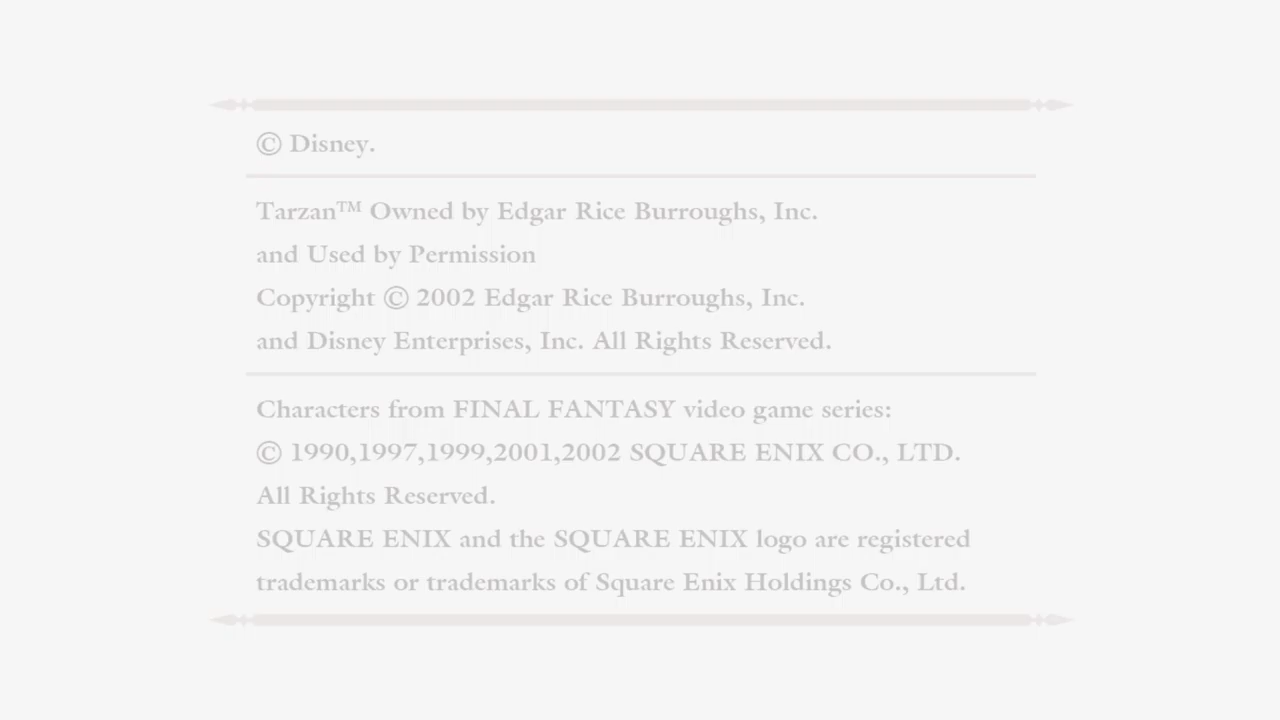 © Disney.
Tarzan™ Owned by Edgar Rice Burroughs, Inc.
and Used by Permission
Copyright © 2002 Edgar Rice Burroughs, Inc.
and Disney Enterprises, Inc. All Rights Reserved.
Characters from FINAL FANTASY video game series:
© 1990,1997,1999,2001,2002 SQUARE ENIX CO., LTD.
All Rights Reserved.
SQUARE ENIX and the SQUARE ENIX logo are registered
trademarks or trademarks of Square Enix Holdings Co., Ltd.